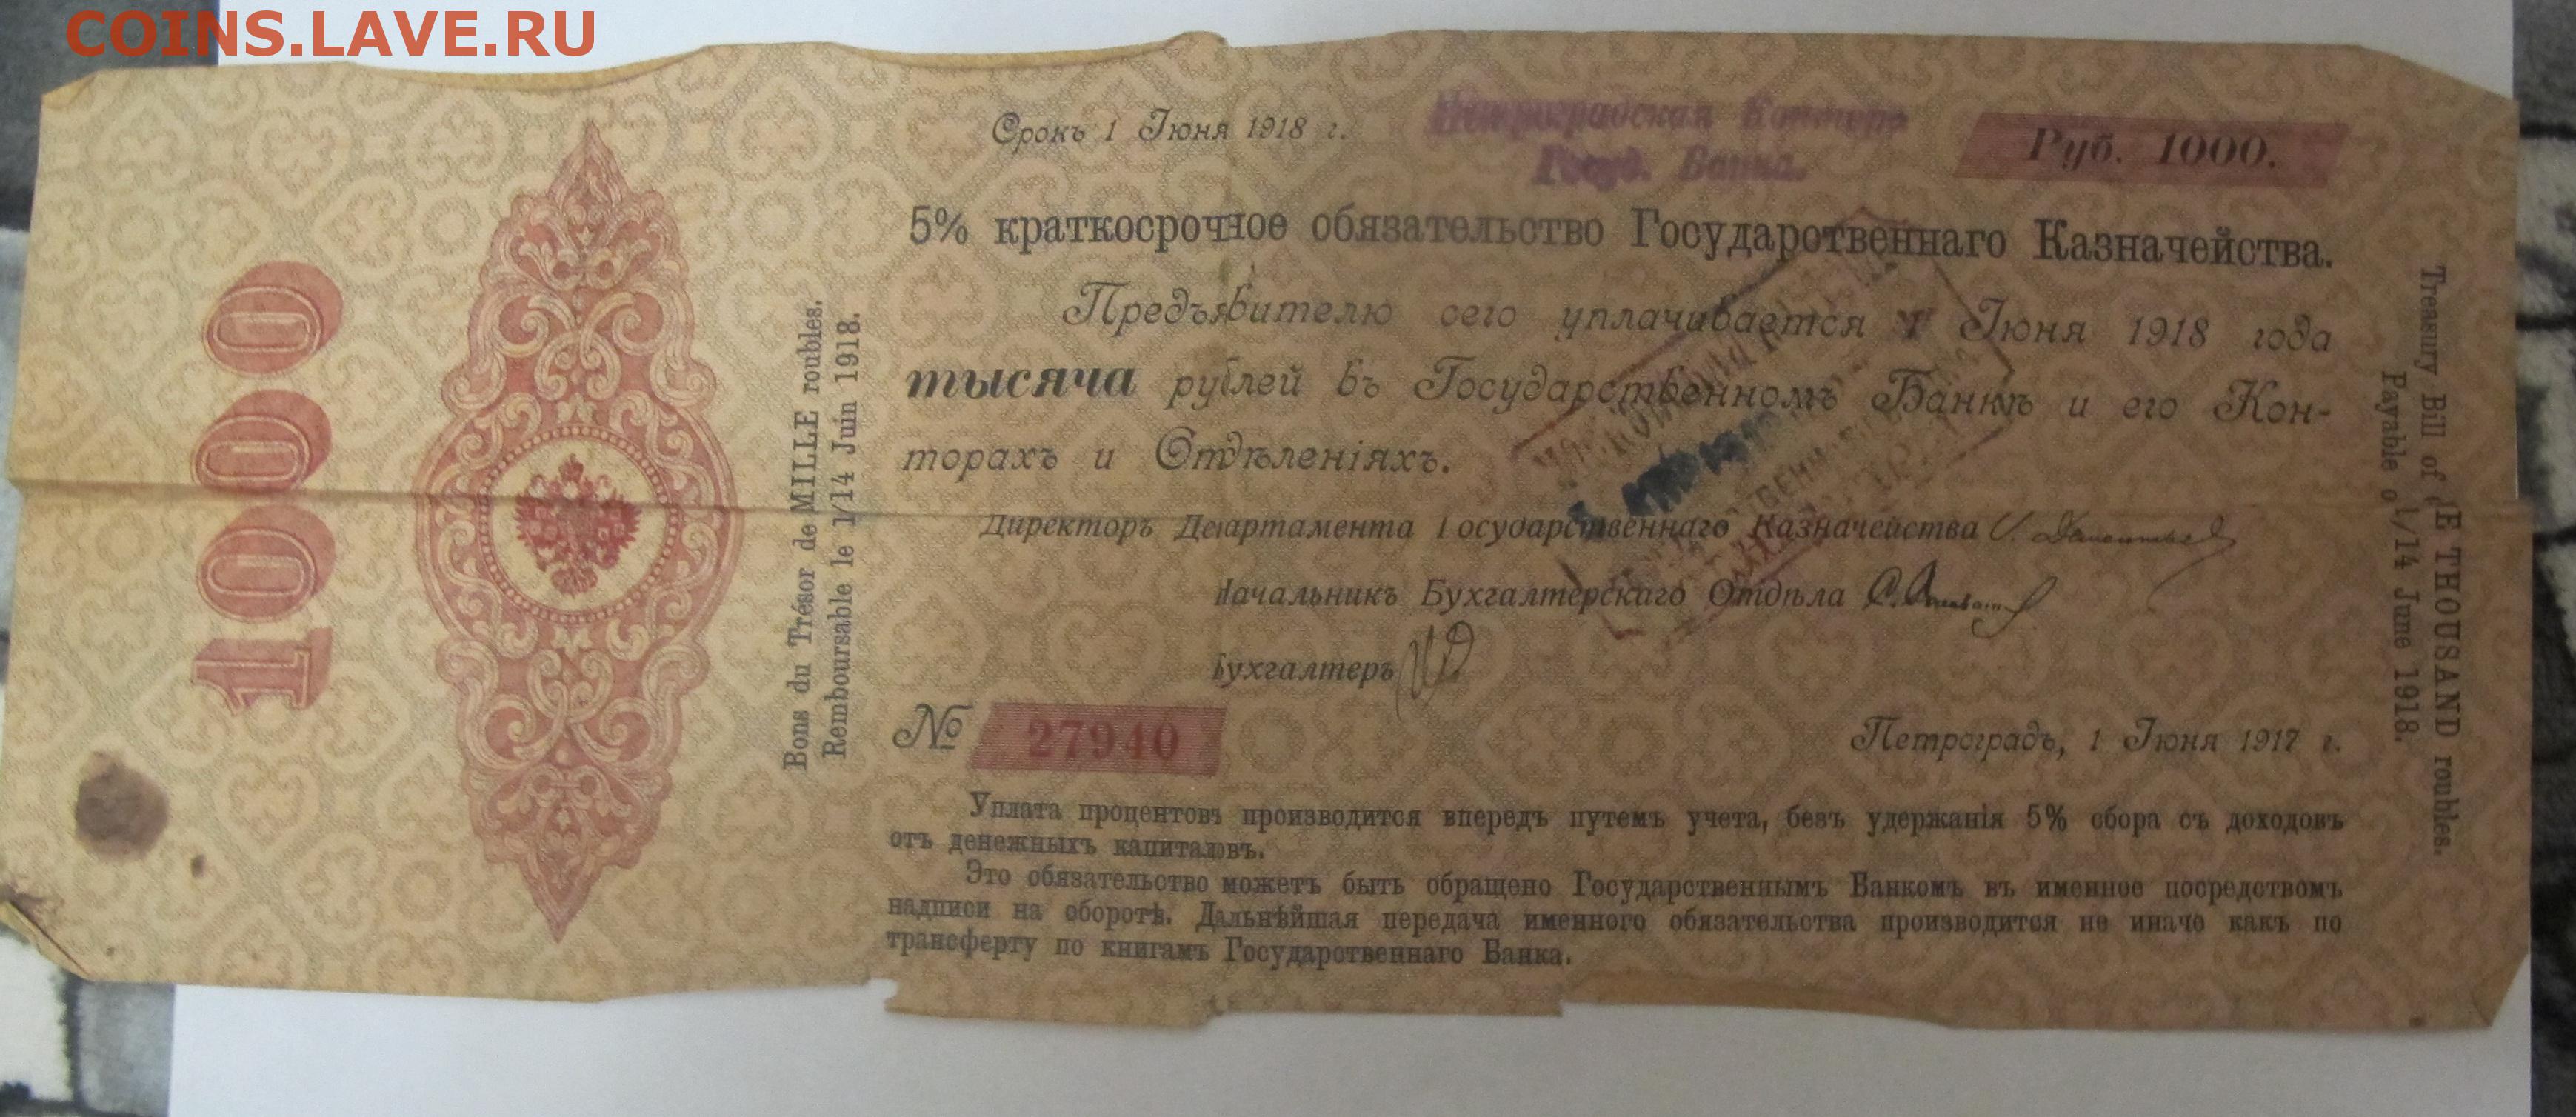 COINS.LAVE.RU
1000
Bons du Trésor de MILLE roubles.
Remboursable le 1/14 Juin 1918.
Срокъ 1 Іюня 1918 г.
Петроградская Контора
Госуд. Банка.
Руб. 1000.
5% краткосрочное обязательство Государственнаго Казначейства.
Предъявителю сего уплачивается 1 Іюня 1918 года
тысяча рублей въ Государственномъ Банкѣ и его Кон-
торахъ и Отдѣленіяхъ.
Директоръ Департамента Государственнаго Казначейства
Начальникъ Бухгалтерскаго Отдѣла
Бухгалтеръ
№ 27940
Петроградъ, 1 Іюня 1917 г.
Уплата процентовъ производится впередъ путемъ учета, безъ удержанія 5% сбора съ доходовъ
отъ денежныхъ капиталовъ.
Это обязательство можетъ быть обращено Государственнымъ Банкомъ въ именное посредствомъ
надписи на оборотѣ. Дальнѣйшая передача именного обязательства производится не иначе какъ по
трансферту по книгамъ Государственнаго Банка.
Treasury Bill of E THOUSAND roubles.
Payable o 1/14 June 1918.